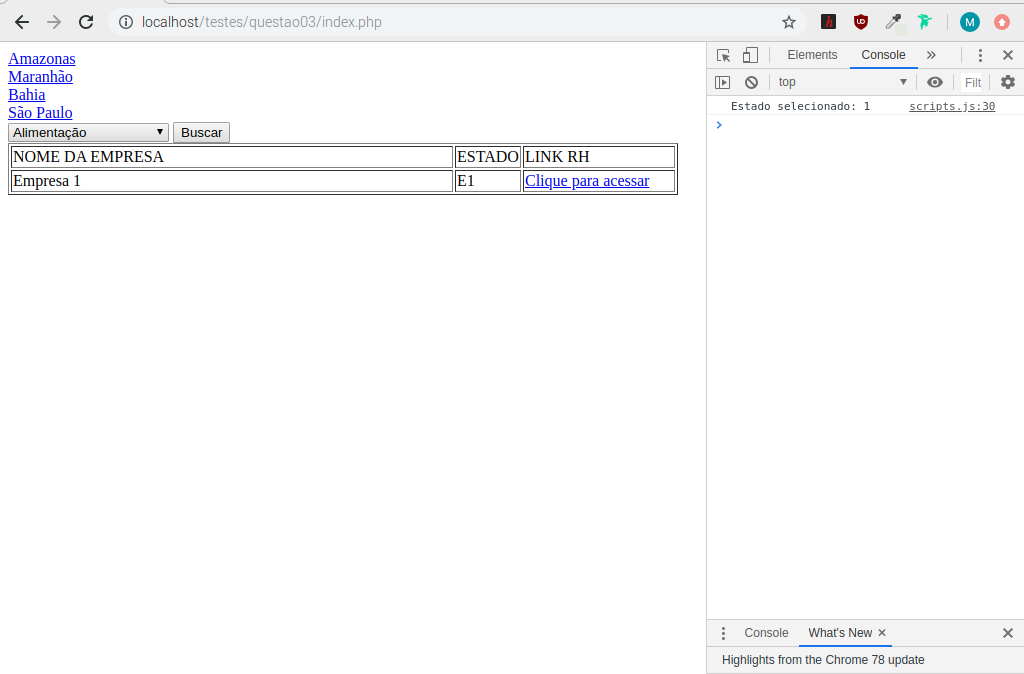 localhost/testes/questao03/index.php
M
Amazonas
Maranhão
Bahia
São Paulo
Alimentação Buscar
NOME DA EMPRESA ESTADO LINK RH
Empresa 1 E1 Clique para acessar
Elements Console »
top Filt
Estado selecionado: 1 scripts.js:30
Console What's New
Highlights from the Chrome 78 update